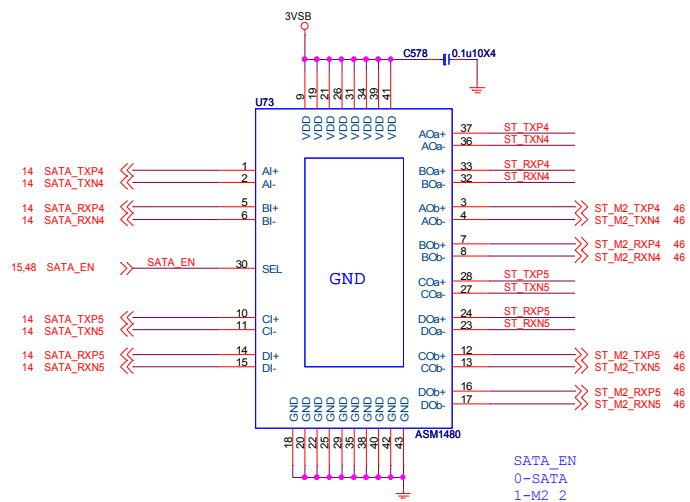 3VSB
C578
0.1u10X4
U73
9 19 21 26 31 34 39 41
VDD VDD VDD VDD VDD VDD VDD VDD
AOa+ 37 ST_TXP4
AOa- 36 ST_TXN4
14 SATA_TXP4 1 AI+
14 SATA_TXN4 2 AI-
BOa+ 33 ST_RXP4
BOa- 32 ST_RXN4
14 SATA_RXP4 5 BI+
14 SATA_RXN4 6 BI-
AOb+ 3 ST_M2_TXP4 46
AOb- 4 ST_M2_TXN4 46
BOb+ 7 ST_M2_RXP4 46
BOb- 8 ST_M2_RXN4 46
15,48 SATA_EN SATA_EN 30 SEL
GND
COa+ 28 ST_TXP5
COa- 27 ST_TXN5
14 SATA_TXP5 10 CI+
14 SATA_TXN5 11 CI-
DOa+ 24 ST_RXP5
DOa- 23 ST_RXN5
14 SATA_RXP5 14 DI+
14 SATA_RXN5 15 DI-
COb+ 12 ST_M2_TXP5 46
COb- 13 ST_M2_TXN5 46
DOb+ 16 ST_M2_RXP5 46
DOb- 17 ST_M2_RXN5 46
GND GND GND GND GND GND GND GND GND GND
18 20 22 25 29 35 38 40 42 43
ASM1480
SATA_EN
0-SATA
1-M2_2